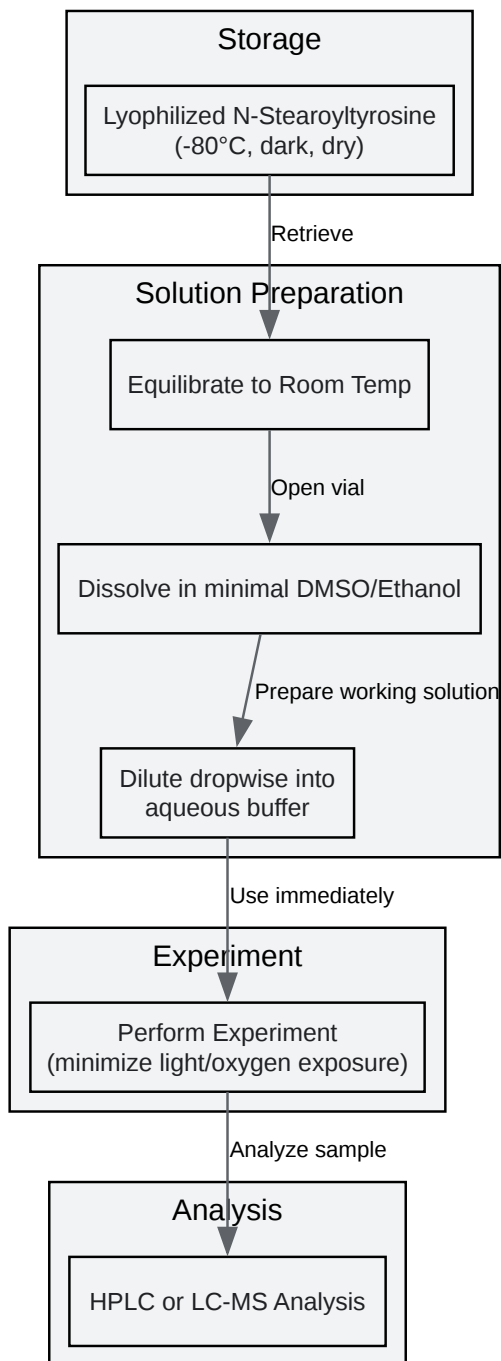 Storage
Lyophilized N-Stearoyltyrosine
(-80°C, dark, dry)
Retrieve
Solution Preparation
Equilibrate to Room Temp
Open vial
Dissolve in minimal DMSO/Ethanol
Prepare working solution
Dilute dropwise into
aqueous buffer
Use immediately
Experiment
Perform Experiment
(minimize light/oxygen exposure)
Analyze sample
Analysis
HPLC or LC-MS Analysis